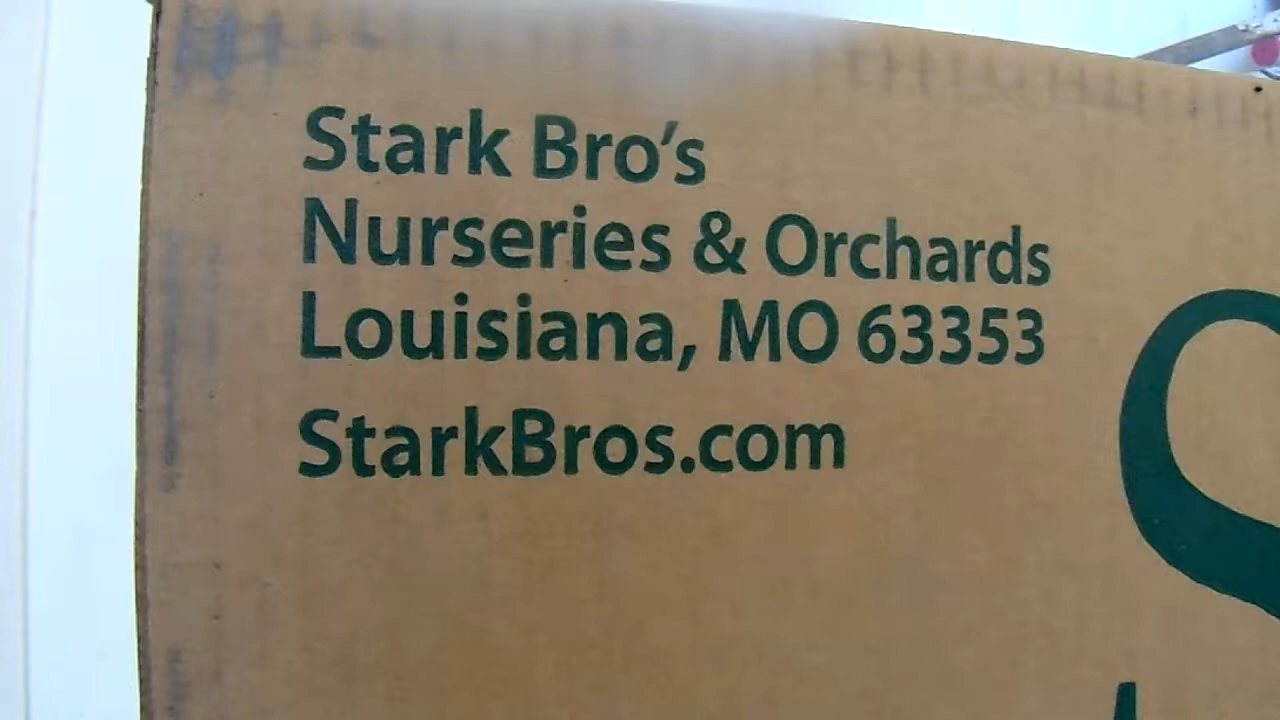 Stark Bro's
Nurseries & Orchards
Louisiana, MO 63353
StarkBros.com
S